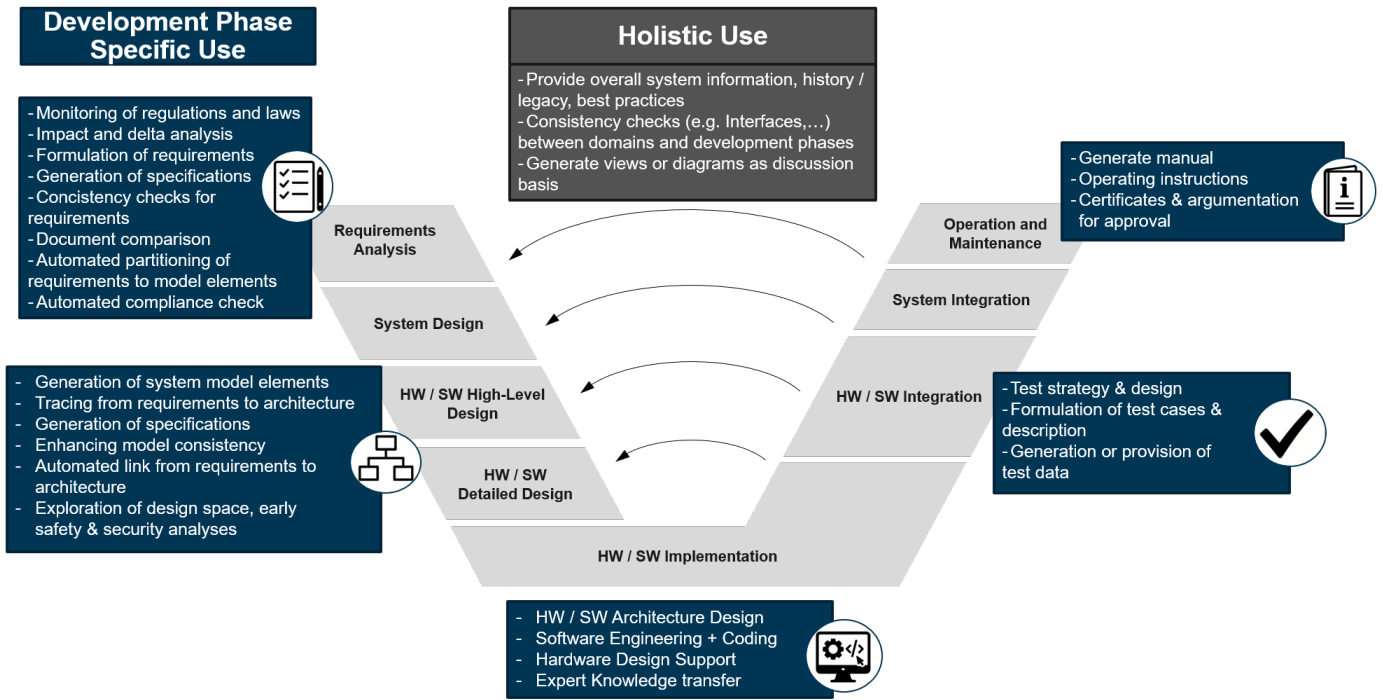 Development Phase
Specific Use
Holistic Use
-Provide overall system information, history /
legacy, best practices
-Consistency checks (e.g. Interfaces,…)
between domains and development phases
-Generate views or diagrams as discussion
basis
-Monitoring of regulations and laws
-Impact and delta analysis
-Formulation of requirements
-Generation of specifications
-Concistency checks for
requirements
-Document comparison
-Automated partitioning of
requirements to model elements
-Automated compliance check
-Generate manual
-Operating instructions
-Certificates & argumentation
for approval
Requirements
Analysis
Operation and
Maintenance
System Design
System Integration
- Generation of system model elements
- Tracing from requirements to architecture
- Generation of specifications
- Enhancing model consistency
- Automated link from requirements to
architecture
- Exploration of design space, early
safety & security analyses
HW / SW High-Level
Design
HW / SW Integration
-Test strategy & design
-Formulation of test cases &
description
-Generation or provision of
test data
HW / SW
Detailed Design
HW / SW Implementation
- HW / SW Architecture Design
- Software Engineering + Coding
- Hardware Design Support
- Expert Knowledge transfer